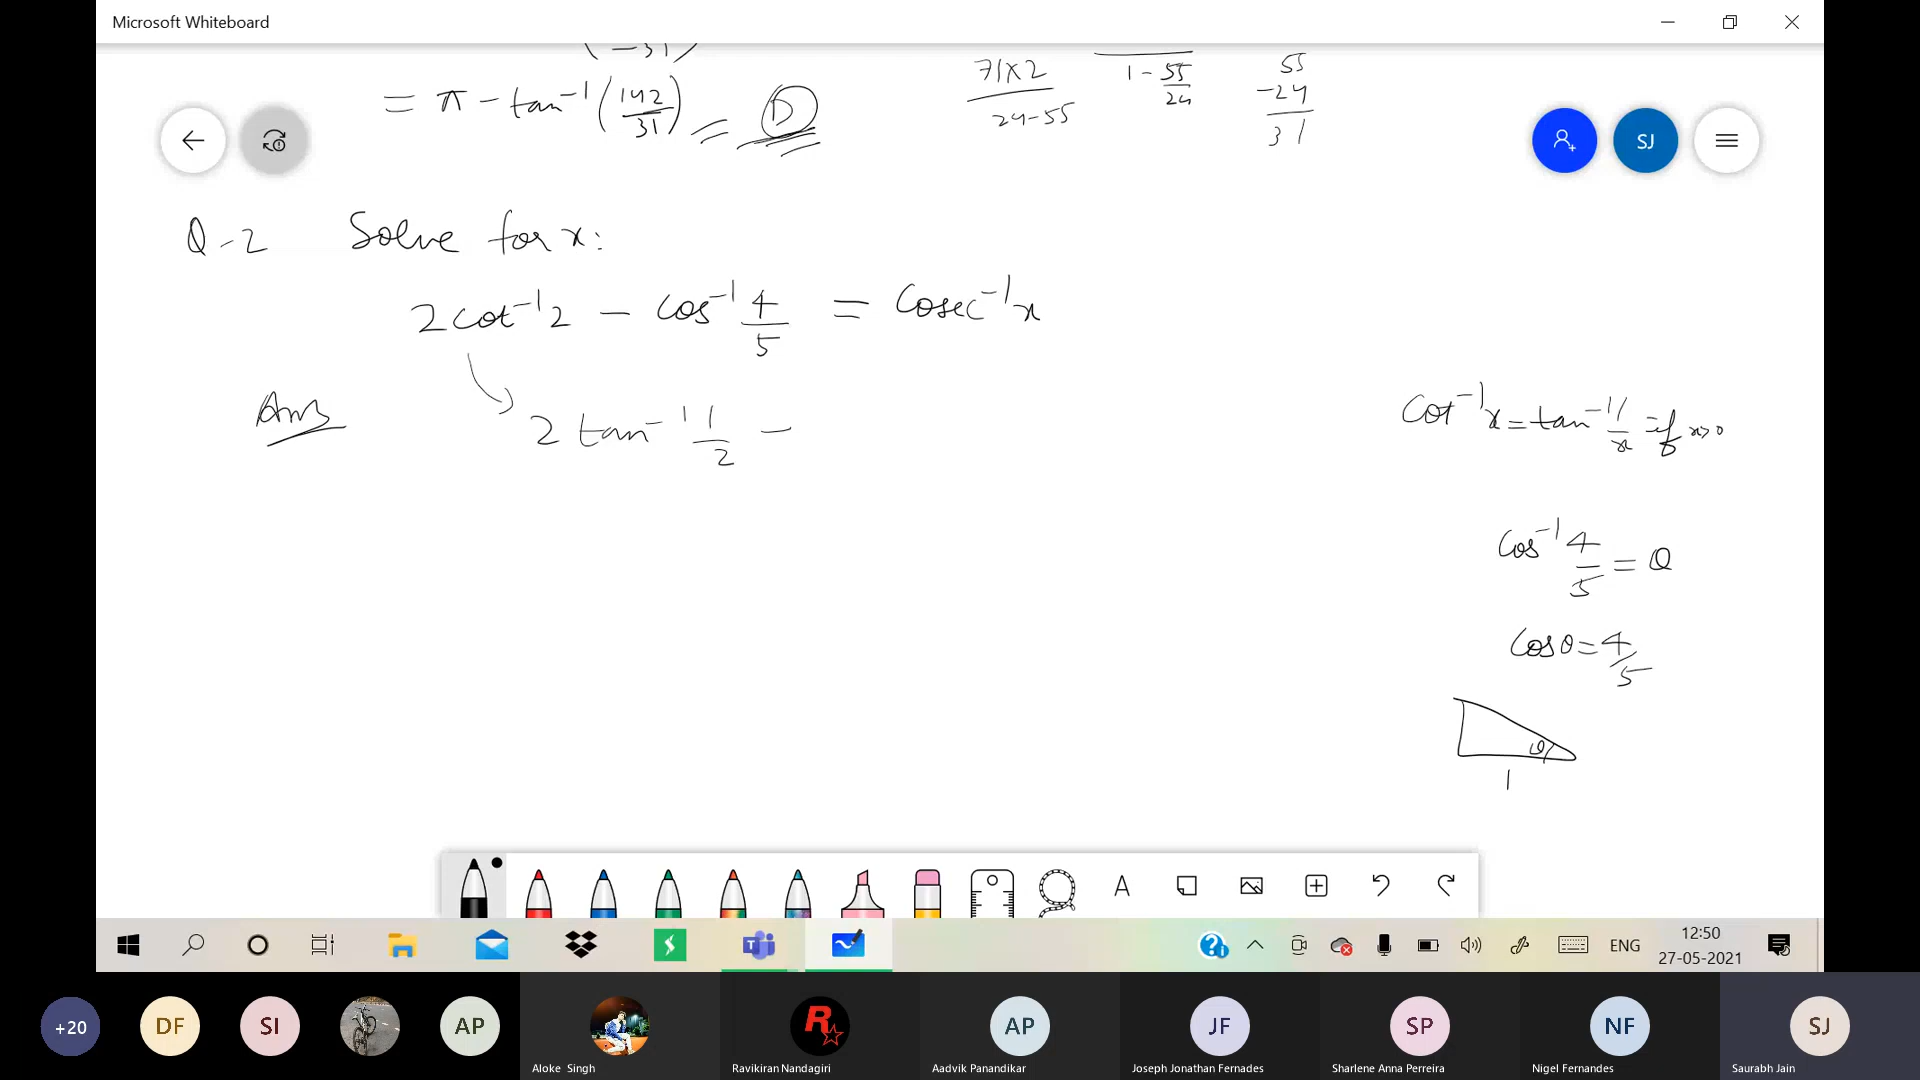 Microsoft Whiteboard
= π - tan⁻¹(142/31) = D
71×2
24-55
1 - 55/24
55
-24
31
SJ
Q-2 Solve for x:
2cot⁻¹2 - cos⁻¹ 4/5 = Cosec⁻¹x
Ans
2 tan⁻¹ 1/2 -
Cot⁻¹x = tan⁻¹ 1/x = if x>0
Cos⁻¹ 4/5 = θ
Cosθ = 4/5
θ
1
A
ENG
12:50
27-05-2021
+20
DF
SI
AP
R
AP
JF
SP
NF
SJ
Aloke Singh
Ravikiran Nandagiri
Aadvik Panandikar
Joseph Jonathan Fernades
Sharlene Anna Perreira
Nigel Fernandes
Saurabh Jain